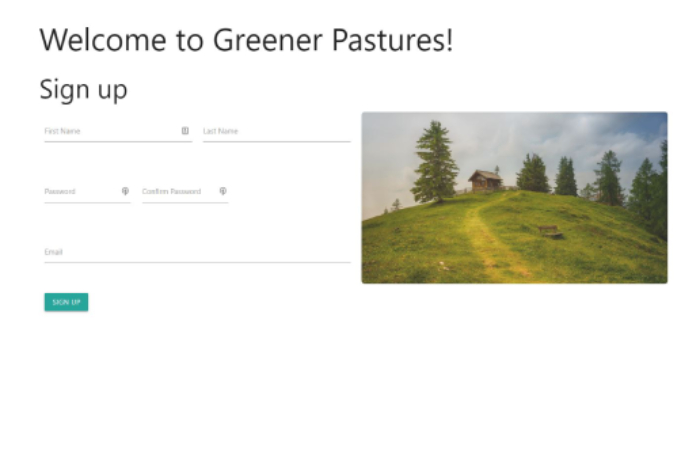 Welcome to Greener Pastures!
Sign up
First Name Last Name
Password Confirm Password
Email
SIGN UP